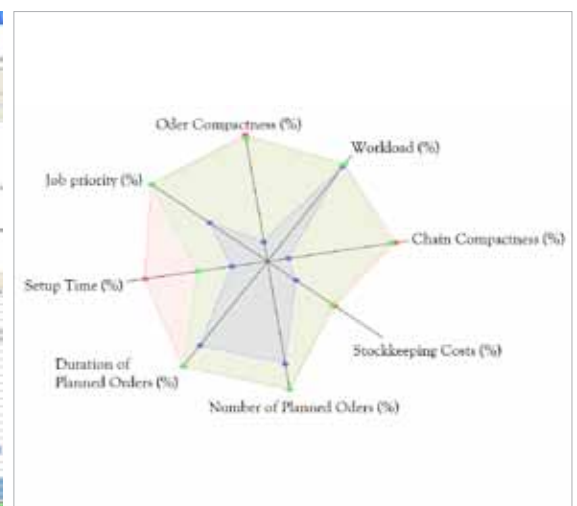 Oder Compactness (%)
Workload (%)
Job priority (%)
Chain Compactness (%)
Setup Time (%)
Stockkeeping Costs (%)
Duration of
Planned Orders (%)
Number of Planned Oders (%)